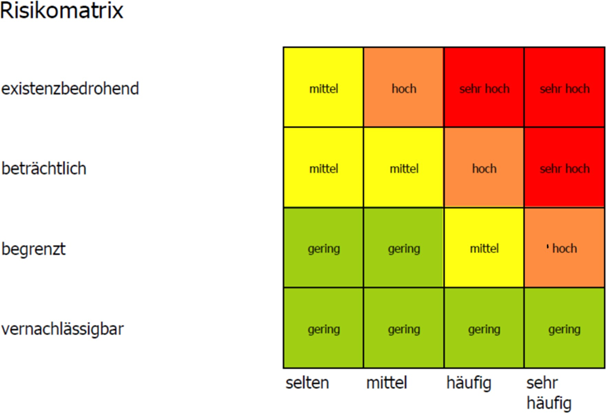 Risikomatrix
existenzbedrohend mittel hoch sehr hoch sehr hoch
beträchtlich mittel mittel hoch sehr hoch
begrenzt gering gering mittel ' hoch
vernachlässigbar gering gering gering gering
selten mittel häufig sehr
häufig